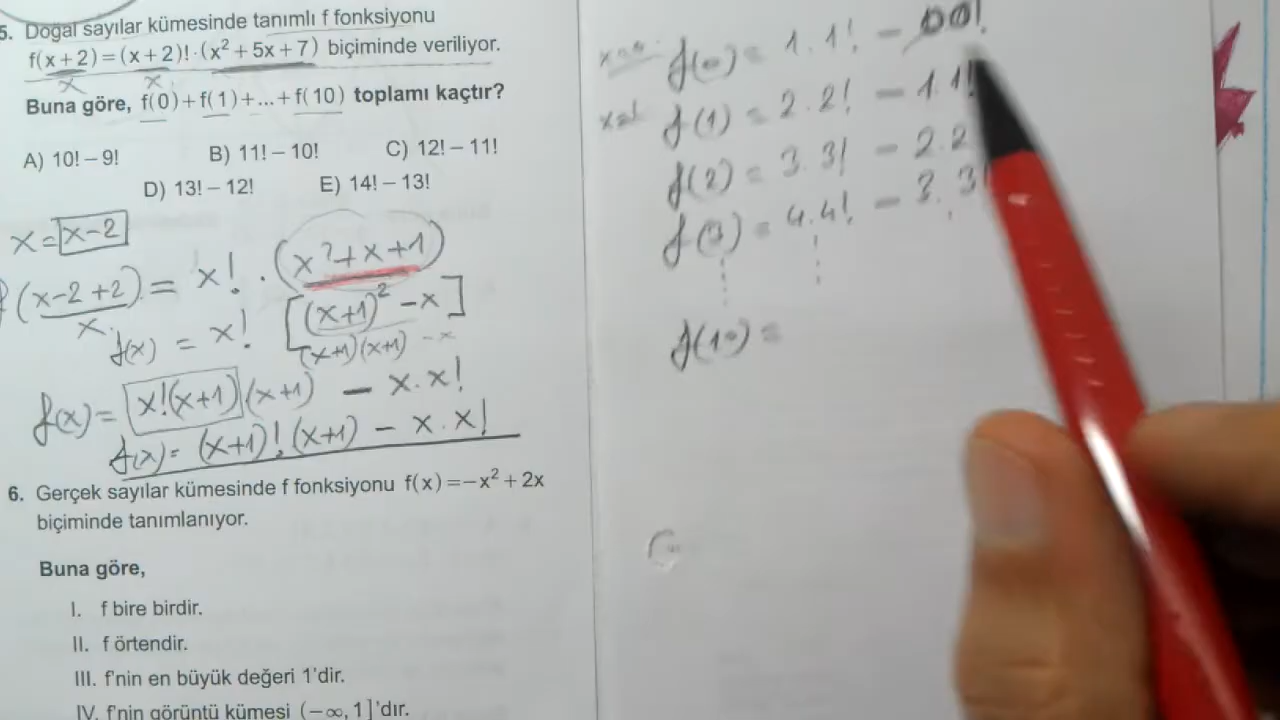 5. Doğal sayılar kümesinde tanımlı f fonksiyonu
f(x+2)=(x+2)!·(x²+5x+7) biçiminde veriliyor.
x x
Buna göre, f(0)+f(1)+...+f(10) toplamı kaçtır?
A) 10!−9! B) 11!−10! C) 12!−11!
D) 13!−12! E) 14!−13!
x=x−2
f(x−2+2)= x!·(x²+x+1)
x
f(x) = x! [(x+1)²−x]
(x+1)(x+1) −x
f(x)= x!(x+1)(x+1) − x.x!
f(x)= (x+1)!(x+1) − x.x!
6. Gerçek sayılar kümesinde f fonksiyonu f(x)=−x²+2x
biçiminde tanımlanıyor.
Buna göre,
I. f bire birdir.
II. f örtendir.
III. f'nin en büyük değeri 1'dir.
IV. f'nin görüntü kümesi (−∞,1]'dır.
f(0)= 1.1! − 0.0!
x=1 f(1) = 2.2! − 1.1!
f(2) = 3.3! − 2.2
f(3) = 4.4! − 3.3!
f(10) =